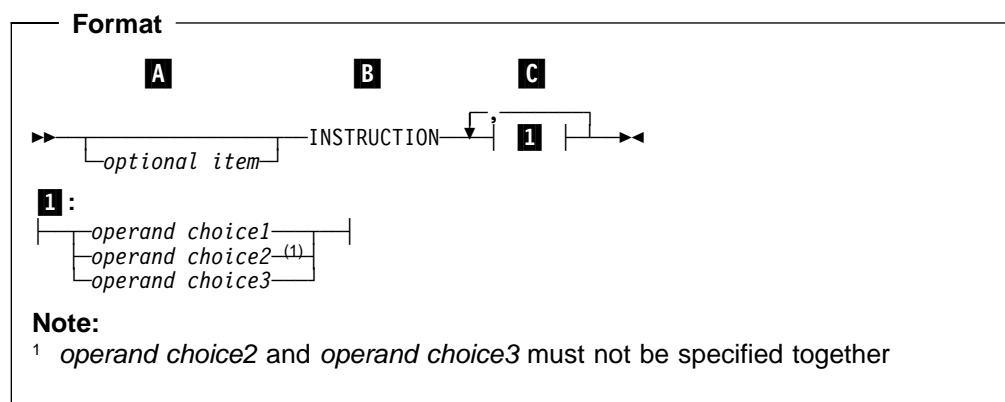 Format
A B C
,
INSTRUCTION 1
optional item
1 :
operand choice1
operand choice2 (1)
operand choice3
Note:
1 operand choice2 and operand choice3 must not be specified together